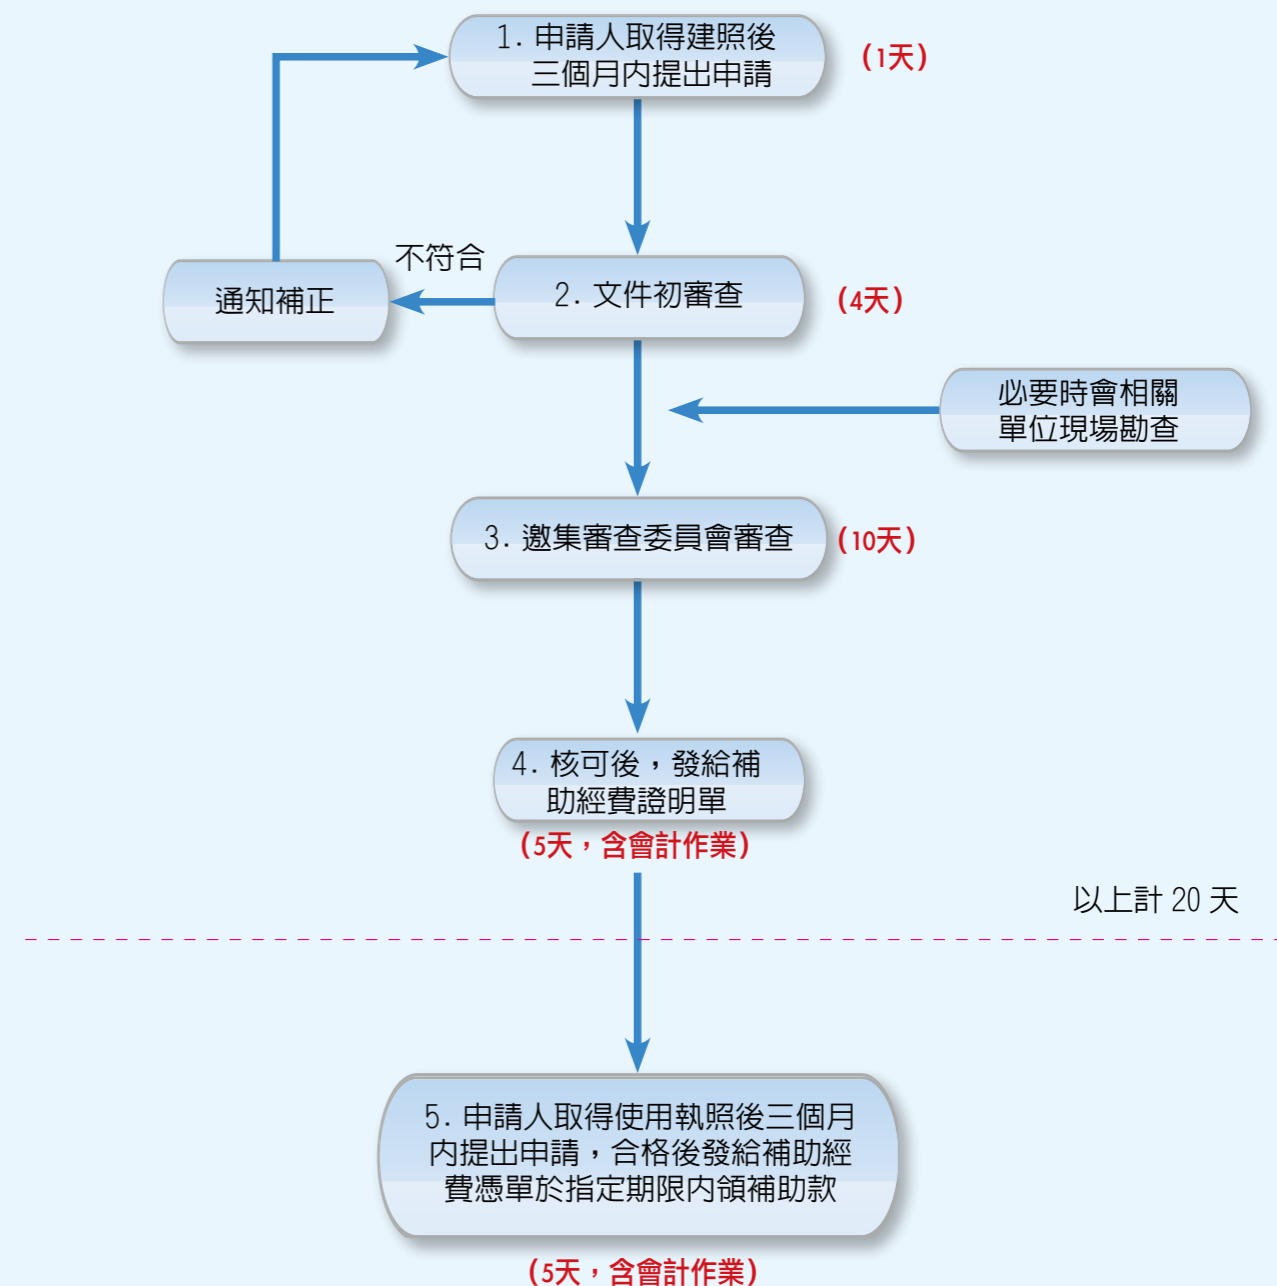 1. 申請人取得建照後
三個月内提出申請
(1天)
不符合
通知補正
2. 文件初審查
(4天)
必要時會相關
單位現場勘查
3. 邀集審查委員會審查
(10天)
4. 核可後，發給補
助經費證明單
(5天，含會計作業)
以上計 20 天
5. 申請人取得使用執照後三個月
内提出申請，合格後發給補助經
費憑單於指定期限内領補助款
(5天，含會計作業)